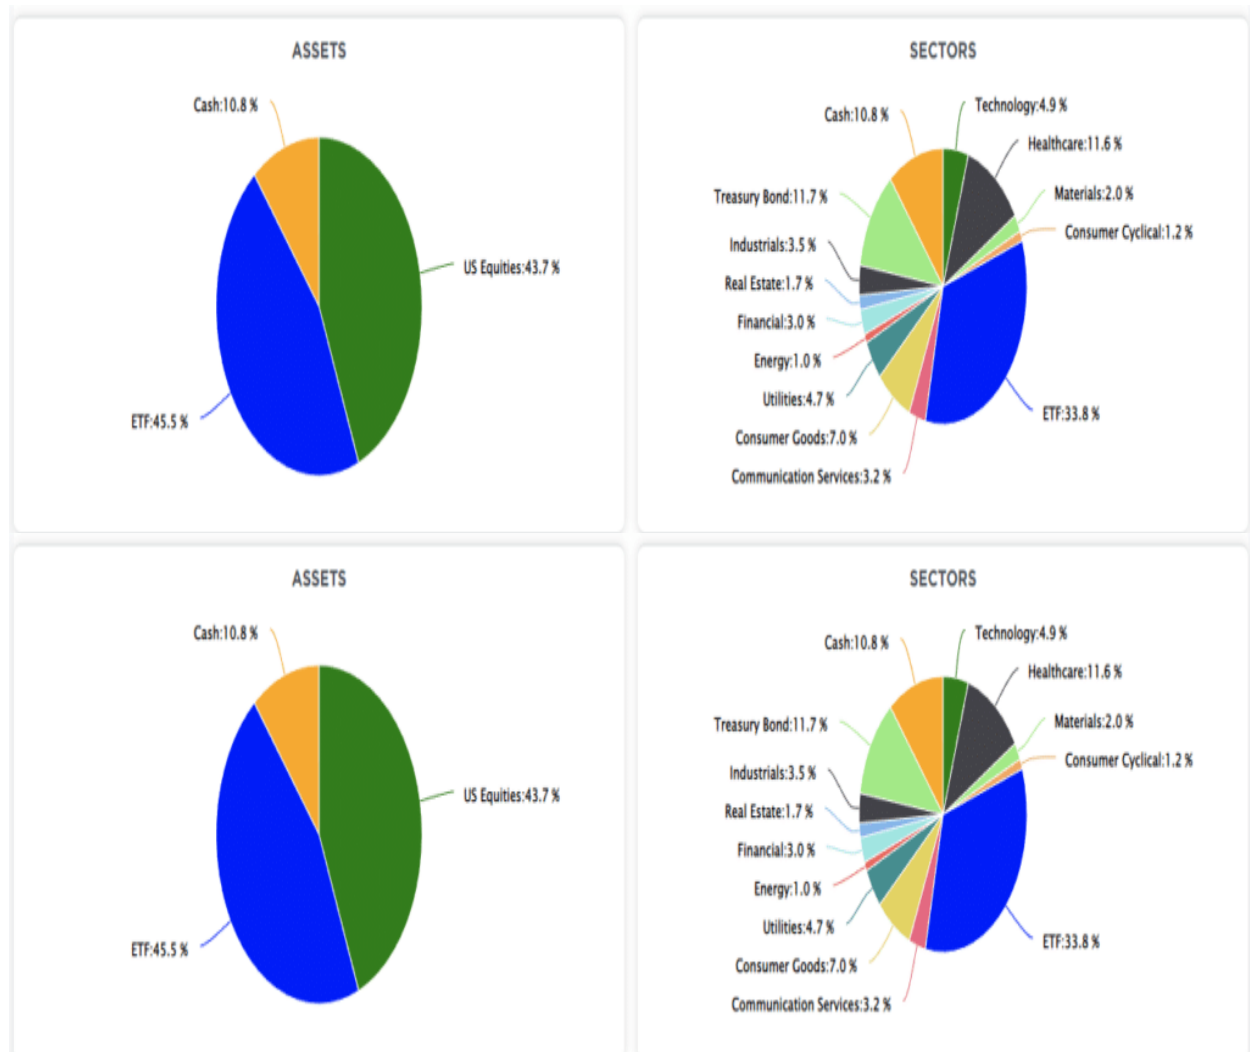 ASSETS
Cash:10.8 %
US Equities:43.7 %
ETF:45.5 %
SECTORS
Technology:4.9 %
Cash:10.8 %
Healthcare:11.6 %
Materials:2.0 %
Treasury Bond:11.7 %
Consumer Cyclical:1.2 %
Industrials:3.5 %
Real Estate:1.7 %
Financial:3.0 %
Energy:1.0 %
Utilities:4.7 %
ETF:33.8 %
Consumer Goods:7.0 %
Communication Services:3.2 %
ASSETS
Cash:10.8 %
US Equities:43.7 %
ETF:45.5 %
SECTORS
Technology:4.9 %
Cash:10.8 %
Healthcare:11.6 %
Materials:2.0 %
Treasury Bond:11.7 %
Consumer Cyclical:1.2 %
Industrials:3.5 %
Real Estate:1.7 %
Financial:3.0 %
Energy:1.0 %
Utilities:4.7 %
ETF:33.8 %
Consumer Goods:7.0 %
Communication Services:3.2 %